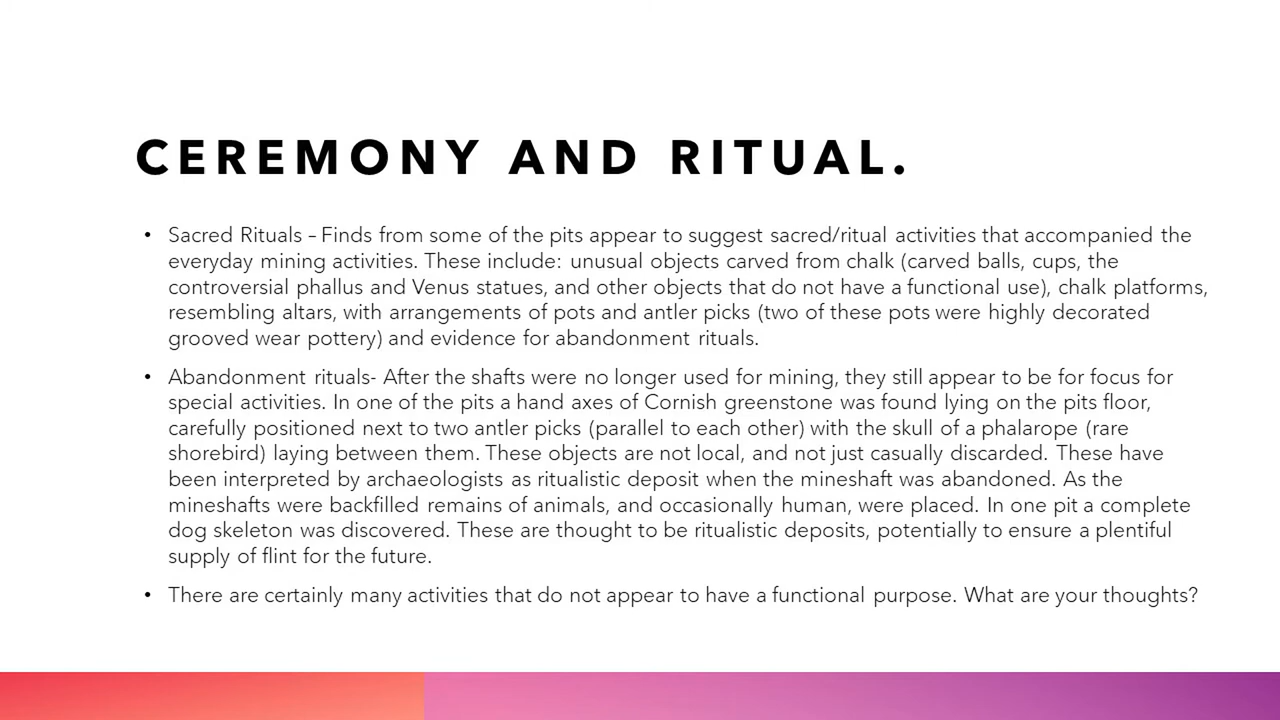 CEREMONY AND RITUAL.
• Sacred Rituals – Finds from some of the pits appear to suggest sacred/ritual activities that accompanied the
everyday mining activities. These include: unusual objects carved from chalk (carved balls, cups, the
controversial phallus and Venus statues, and other objects that do not have a functional use), chalk platforms,
resembling altars, with arrangements of pots and antler picks (two of these pots were highly decorated
grooved wear pottery) and evidence for abandonment rituals.
• Abandonment rituals- After the shafts were no longer used for mining, they still appear to be for focus for
special activities. In one of the pits a hand axes of Cornish greenstone was found lying on the pits floor,
carefully positioned next to two antler picks (parallel to each other) with the skull of a phalarope (rare
shorebird) laying between them. These objects are not local, and not just casually discarded. These have
been interpreted by archaeologists as ritualistic deposit when the mineshaft was abandoned. As the
mineshafts were backfilled remains of animals, and occasionally human, were placed. In one pit a complete
dog skeleton was discovered. These are thought to be ritualistic deposits, potentially to ensure a plentiful
supply of flint for the future.
• There are certainly many activities that do not appear to have a functional purpose. What are your thoughts?